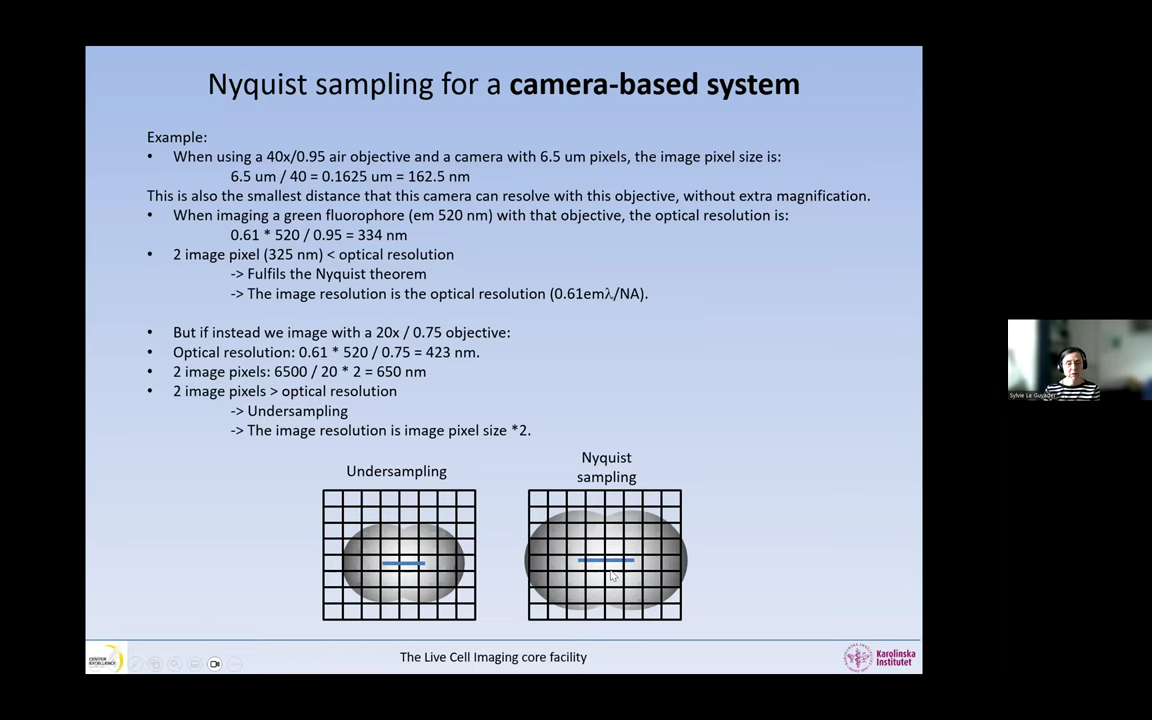 Nyquist sampling for a camera-based system
Example:
• When using a 40x/0.95 air objective and a camera with 6.5 um pixels, the image pixel size is:
6.5 um / 40 = 0.1625 um = 162.5 nm
This is also the smallest distance that this camera can resolve with this objective, without extra magnification.
• When imaging a green fluorophore (em 520 nm) with that objective, the optical resolution is:
0.61 * 520 / 0.95 = 334 nm
• 2 image pixel (325 nm) < optical resolution
-> Fulfils the Nyquist theorem
-> The image resolution is the optical resolution (0.61emλ/NA).
• But if instead we image with a 20x / 0.75 objective:
• Optical resolution: 0.61 * 520 / 0.75 = 423 nm.
• 2 image pixels: 6500 / 20 * 2 = 650 nm
• 2 image pixels > optical resolution
-> Undersampling
-> The image resolution is image pixel size *2.
Undersampling
Nyquist
sampling
The Live Cell Imaging core facility
Karolinska
Institutet
Sylvie Le Guyader